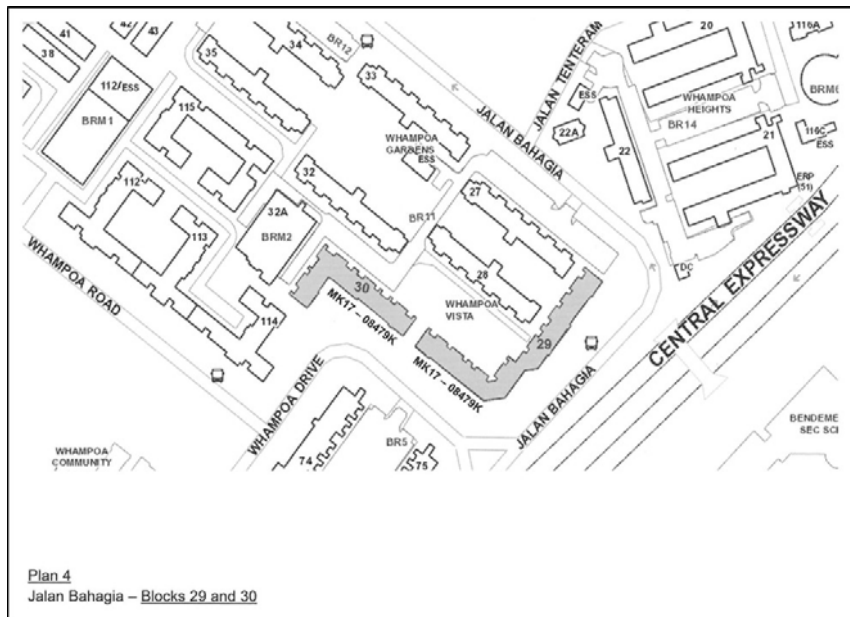 41
42
43
38
35
34
BR12
20
116A
112/ESS
BRM1
115
33
JALAN TENTERAM
JALAN BAHAGIA
ESS
WHAMPOA
HEIGHTS
BR14
22A
22
21
116C
ESS
WHAMPOA
GARDENS
ESS
32
112
113
32A
BRM2
BR11
27
28
ERP
(51)
DC
CENTRAL EXPRESSWAY
WHAMPOA ROAD
30
MK17 – 08479K
WHAMPOA
VISTA
29
MK17 – 08479K
114
WHAMPOA DRIVE
JALAN BAHAGIA
WHAMPOA
COMMUNITY
74
BR5
75
BENDEME
SEC SC
Plan 4
Jalan Bahagia – Blocks 29 and 30